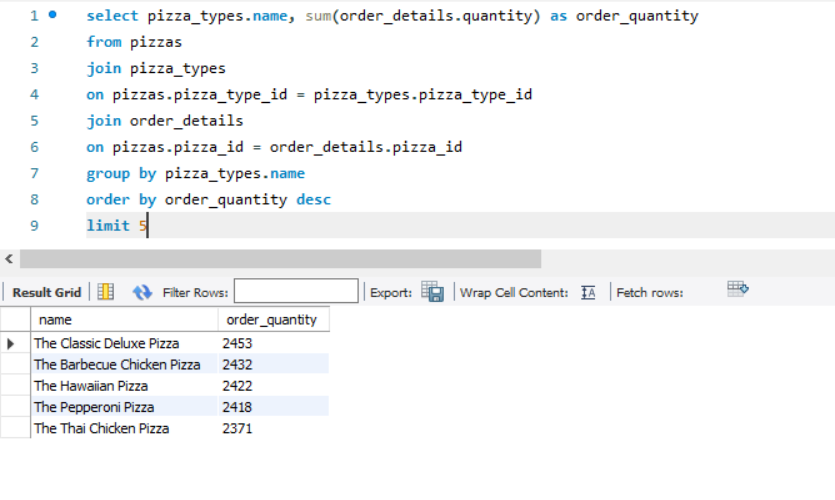 1 select pizza_types.name, sum(order_details.quantity) as order_quantity
2 from pizzas
3 join pizza_types
4 on pizzas.pizza_type_id = pizza_types.pizza_type_id
5 join order_details
6 on pizzas.pizza_id = order_details.pizza_id
7 group by pizza_types.name
8 order by order_quantity desc
9 limit 5
Result Grid Filter Rows: Export: Wrap Cell Content: IA Fetch rows:
name order_quantity
The Classic Deluxe Pizza 2453
The Barbecue Chicken Pizza 2432
The Hawaiian Pizza 2422
The Pepperoni Pizza 2418
The Thai Chicken Pizza 2371